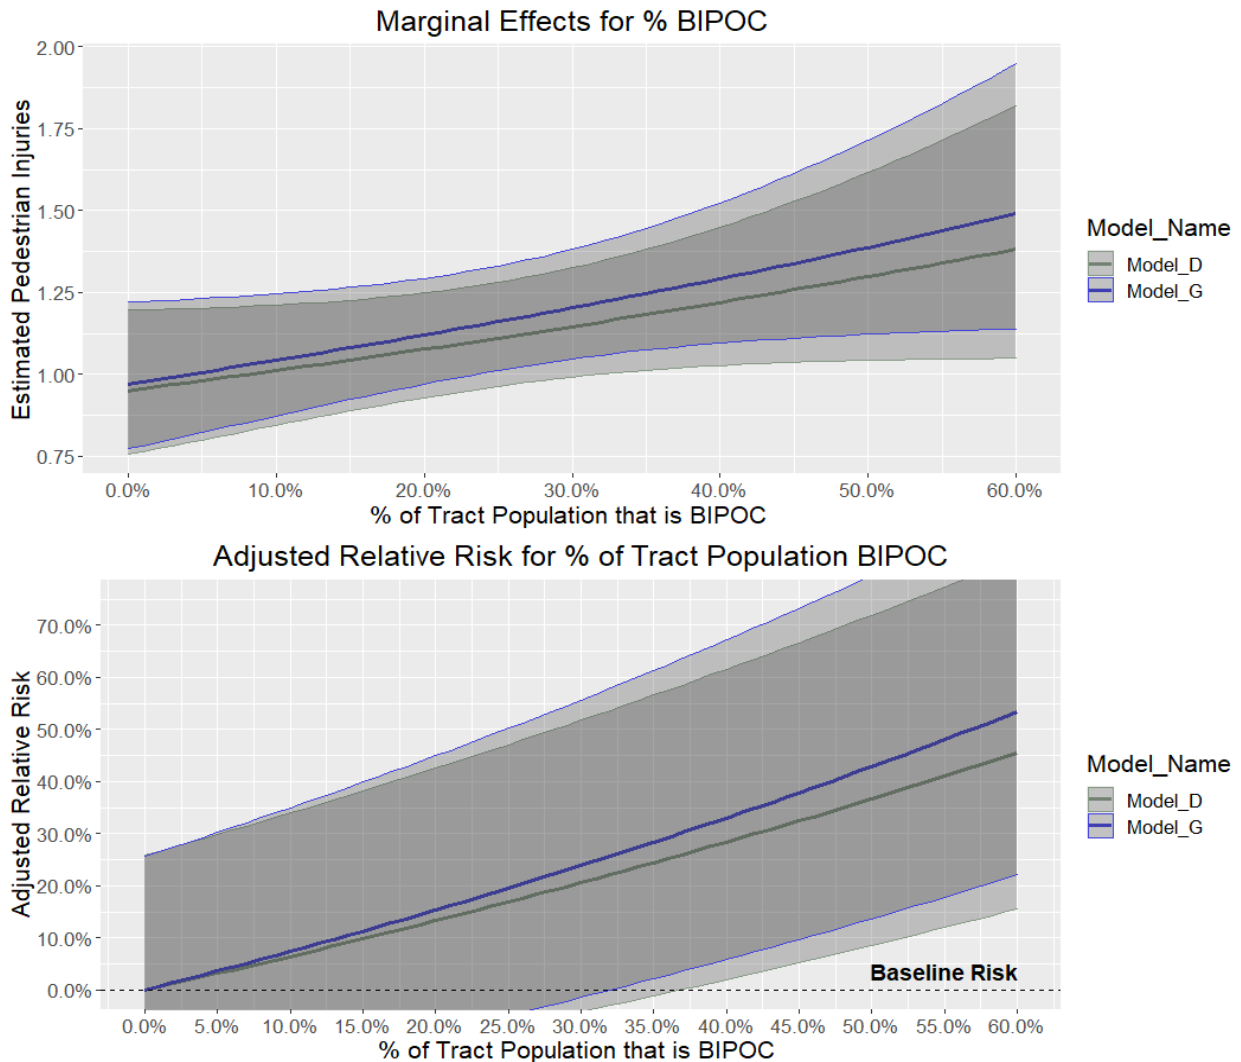 Marginal Effects for % BIPOC
Estimated Pedestrian Injuries
2.00
1.75
1.50
1.25
1.00
0.75
0.0% 10.0% 20.0% 30.0% 40.0% 50.0% 60.0%
% of Tract Population that is BIPOC
Model_Name
Model_D
Model_G
Adjusted Relative Risk for % of Tract Population BIPOC
Adjusted Relative Risk
70.0%
60.0%
50.0%
40.0%
30.0%
20.0%
10.0%
0.0%
Baseline Risk
0.0% 5.0% 10.0% 15.0% 20.0% 25.0% 30.0% 35.0% 40.0% 45.0% 50.0% 55.0% 60.0%
% of Tract Population that is BIPOC
Model_Name
Model_D
Model_G